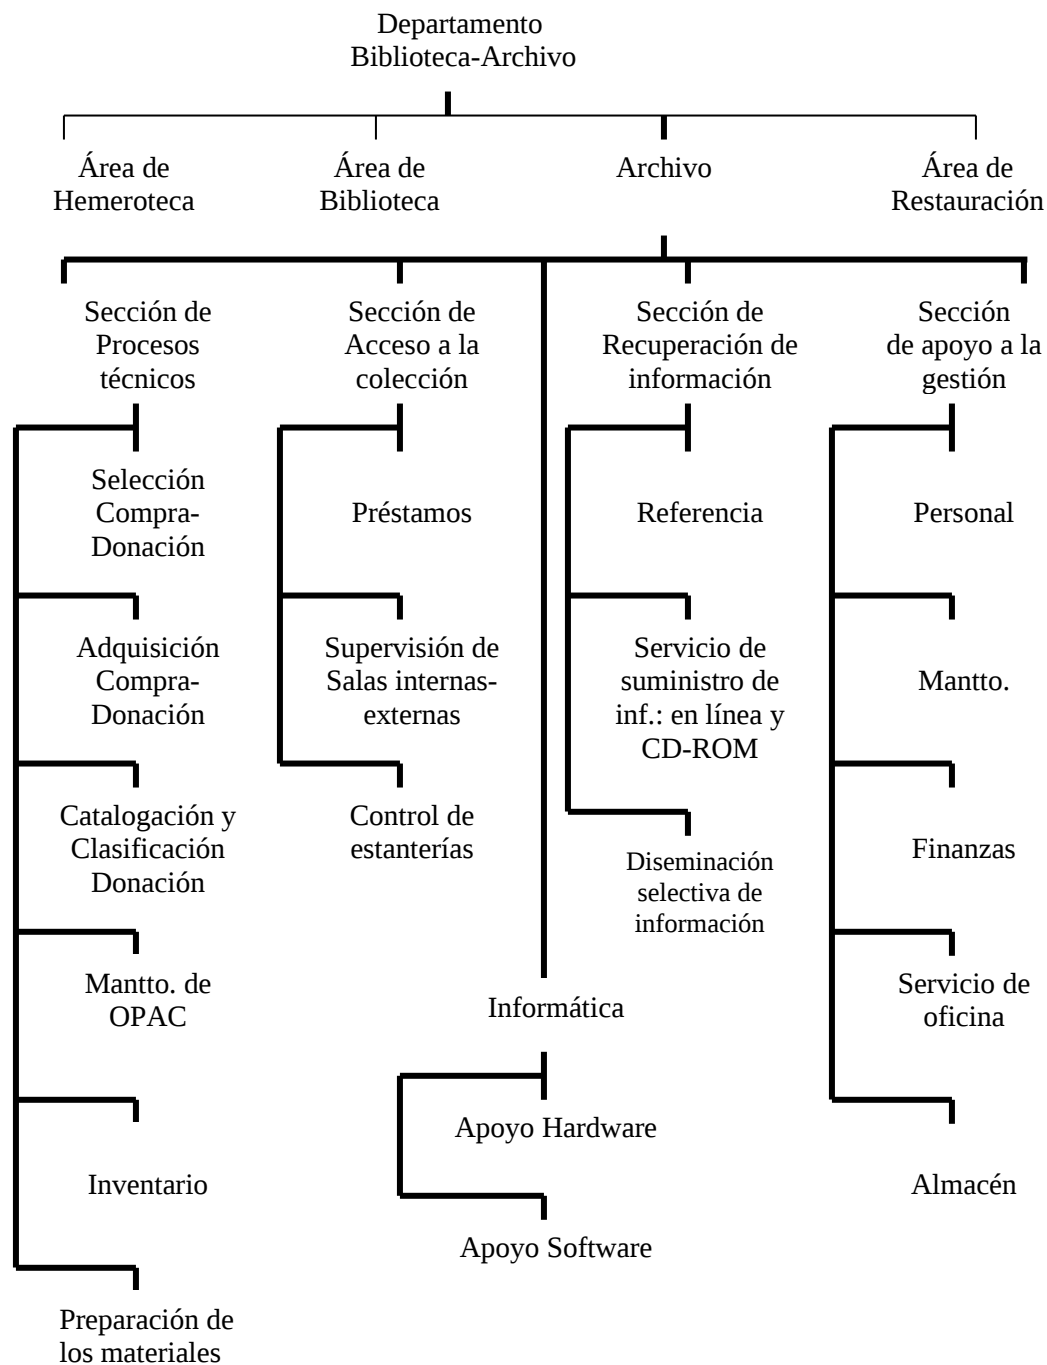 Departamento
Biblioteca-Archivo
Área de
Hemeroteca
Área de
Biblioteca
Archivo
Área de
Restauración
Sección de
Procesos
técnicos
Sección de
Acceso a la
colección
Sección de
Recuperación de
información
Sección
de apoyo a la
gestión
Selección
Compra-
Donación
Préstamos
Referencia
Personal
Adquisición
Compra-
Donación
Supervisión de
Salas internas-
externas
Servicio de
suministro de
inf.: en línea y
CD-ROM
Mantto.
Catalogación y
Clasificación
Donación
Control de
estanterías
Diseminación
selectiva de
información
Finanzas
Mantto. de
OPAC
Informática
Servicio de
oficina
Apoyo Hardware
Inventario
Almacén
Apoyo Software
Preparación de
los materiales